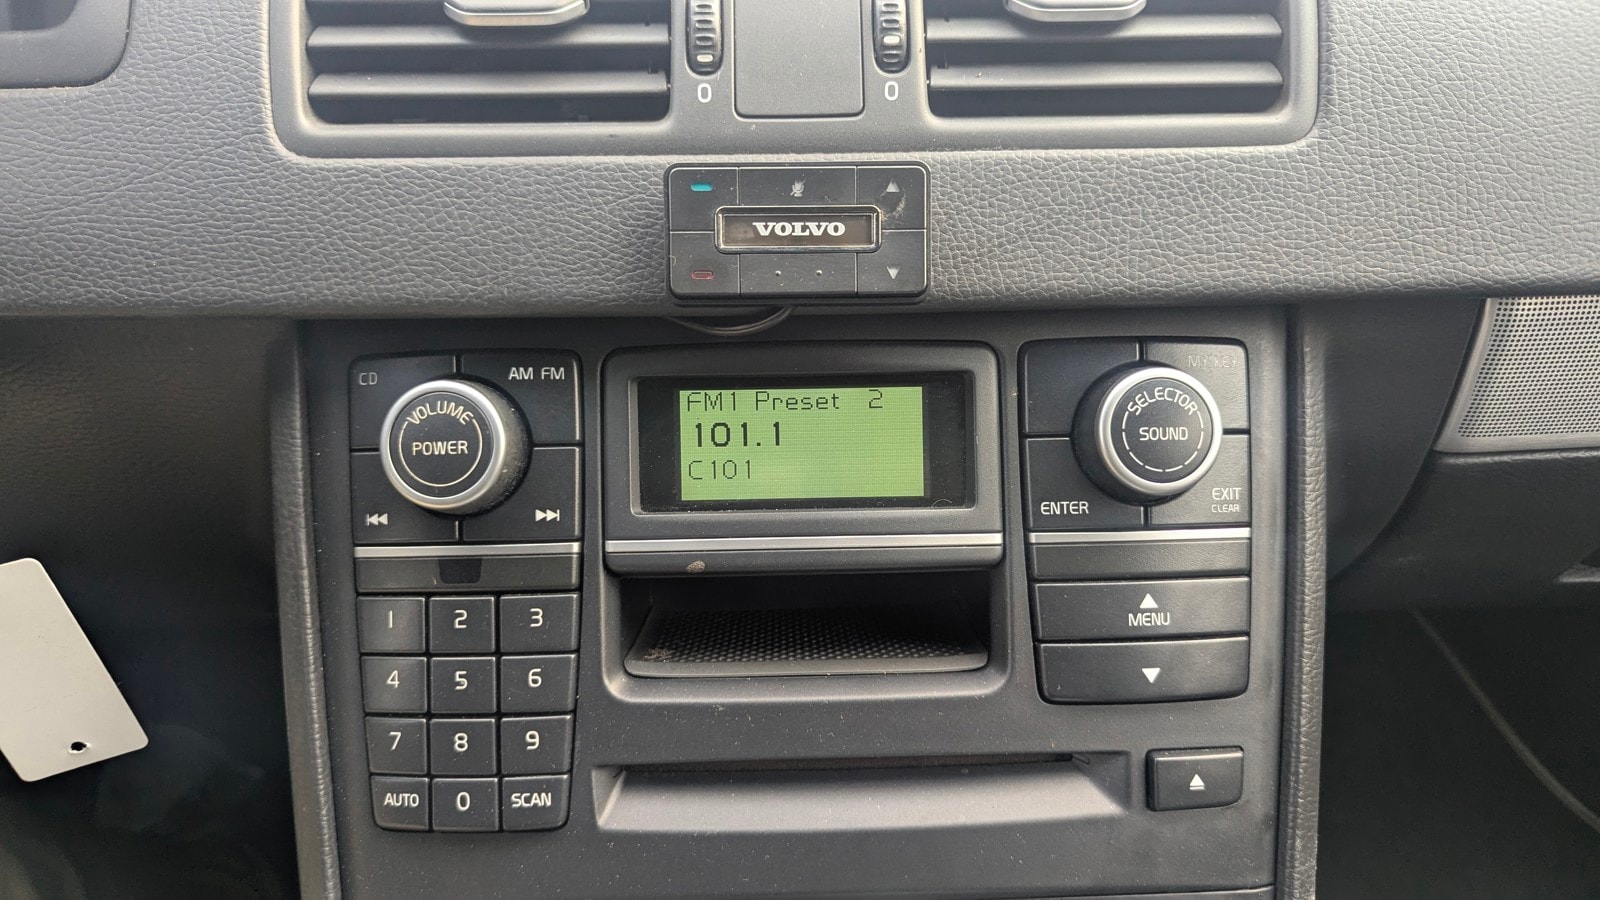 0
0
VOLVO
CD
AM FM
VOLUME
POWER
FM1 Preset 2
101.1
C101
MY KEY
SELECTOR
SOUND
ENTER
EXIT
CLEAR
1
2
3
MENU
4
5
6
7
8
9
AUTO
0
SCAN